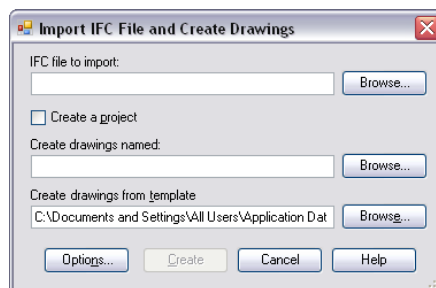 Import IFC File and Create Drawings
IFC file to import:
Browse...
Create a project
Create drawings named:
Browse...
Create drawings from template
C:\Documents and Settings\All Users\Application Dat
Browse...
Options... Create Cancel Help